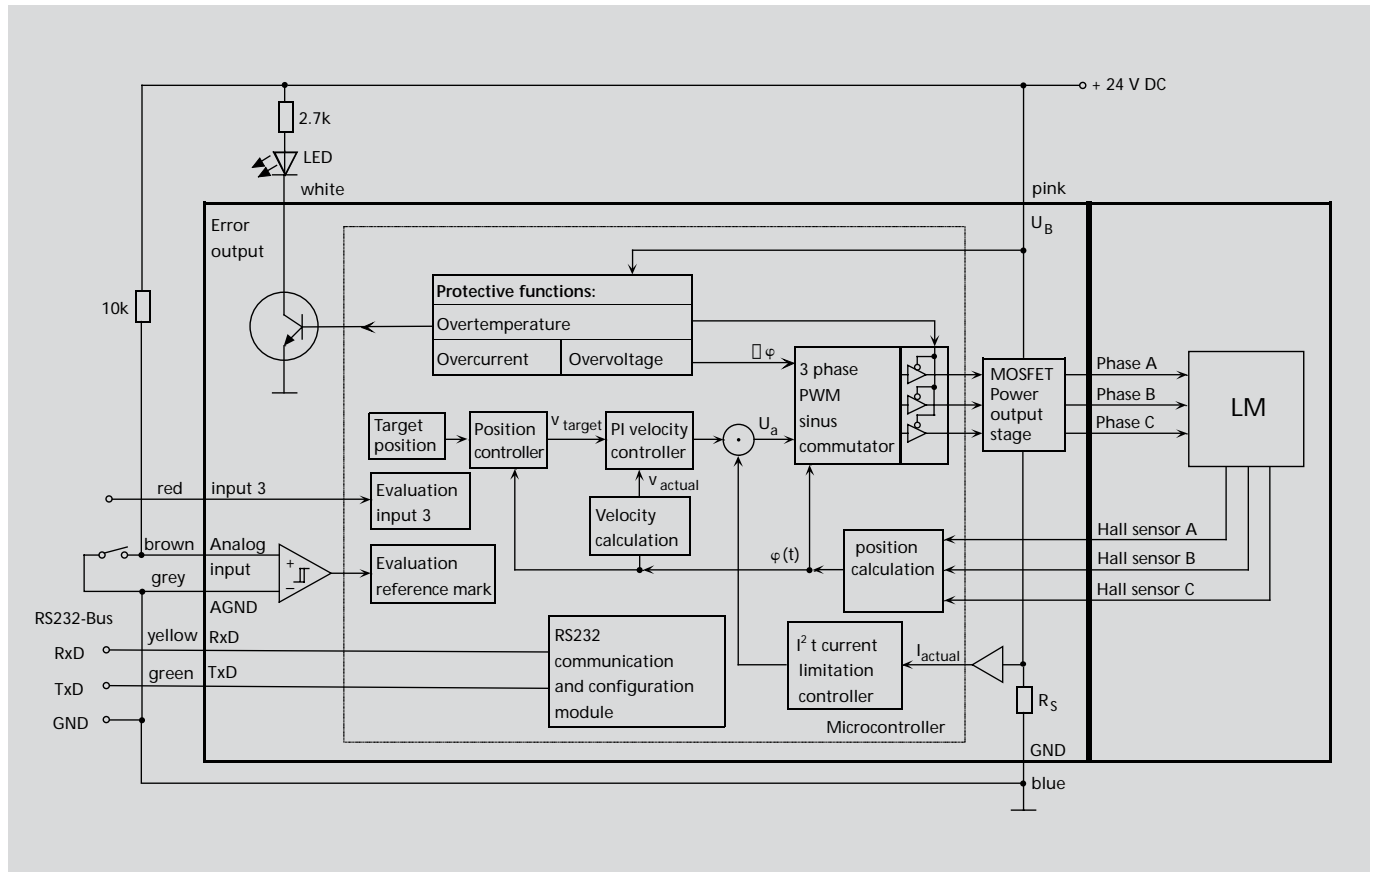 + 24 V DC
2.7k
LED
white
pink
Error
output
U_B
10k
Protective functions:
Overtemperature
Overcurrent
Overvoltage
φ
3 phase
PWM
sinus
commutator
MOSFET
Power
output
stage
Phase A
Phase B
Phase C
LM
Target
position
Position
controller
v target
PI velocity
controller
U_a
v actual
red
input 3
Evaluation
input 3
Velocity
calculation
brown
Analog
input
grey
AGND
+
−
Evaluation
reference mark
φ(t)
position
calculation
Hall sensor A
Hall sensor B
Hall sensor C
RS232-Bus
RxD
yellow
RxD
TxD
green
TxD
GND
RS232
communication
and configuration
module
I² t current
limitation
controller
I_actual
R_S
Microcontroller
GND
blue